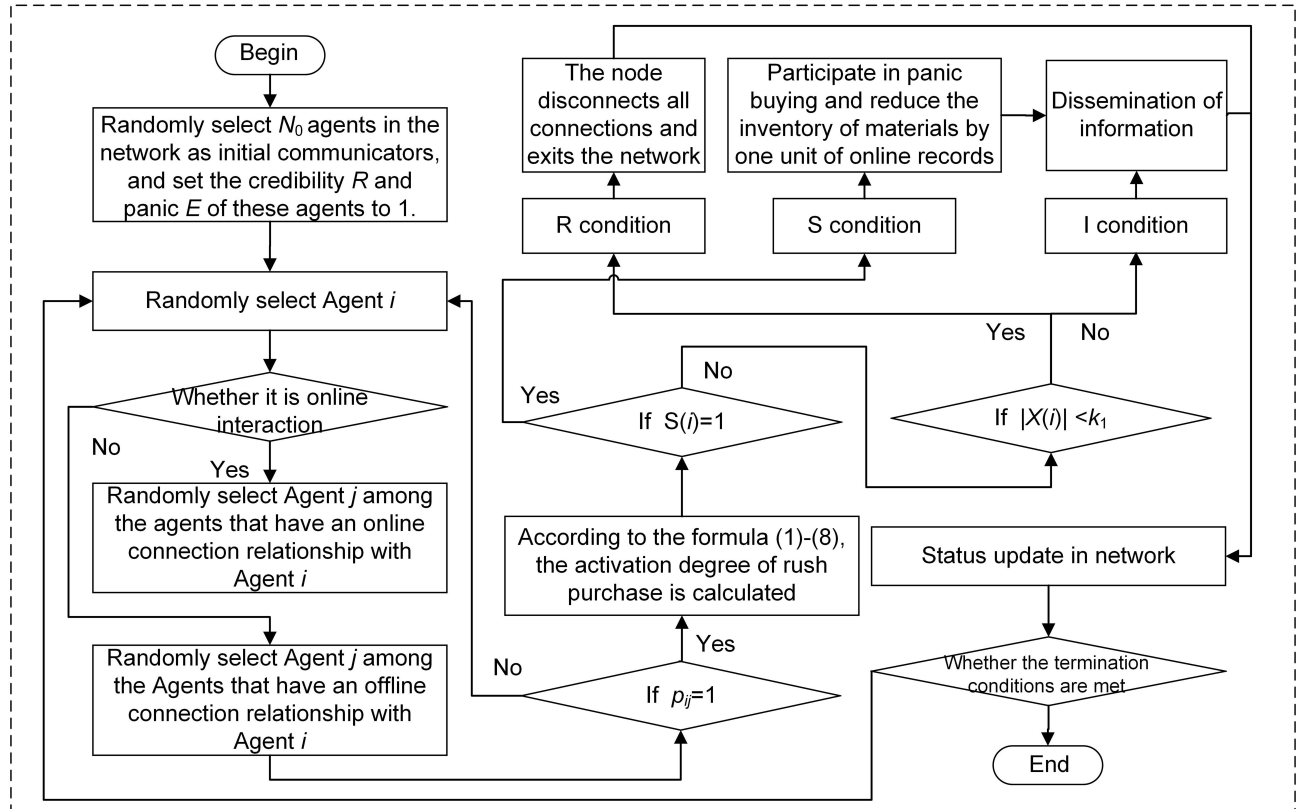 Begin
Randomly select N₀ agents in the
network as initial communicators,
and set the credibility R and
panic E of these agents to 1.
Randomly select Agent i
Whether it is online
interaction
No
Yes
Randomly select Agent j among
the agents that have an online
connection relationship with
Agent i
Randomly select Agent j among
the Agents that have an offline
connection relationship with
Agent i
No
If pᵢⱼ=1
Yes
According to the formula (1)-(8),
the activation degree of rush
purchase is calculated
If S(i)=1
Yes
No
If |X(i)| <k₁
Yes
No
R condition
S condition
I condition
The node
disconnects all
connections and
exits the network
Participate in panic
buying and reduce the
inventory of materials by
one unit of online records
Dissemination of
information
Status update in network
Whether the termination
conditions are met
End